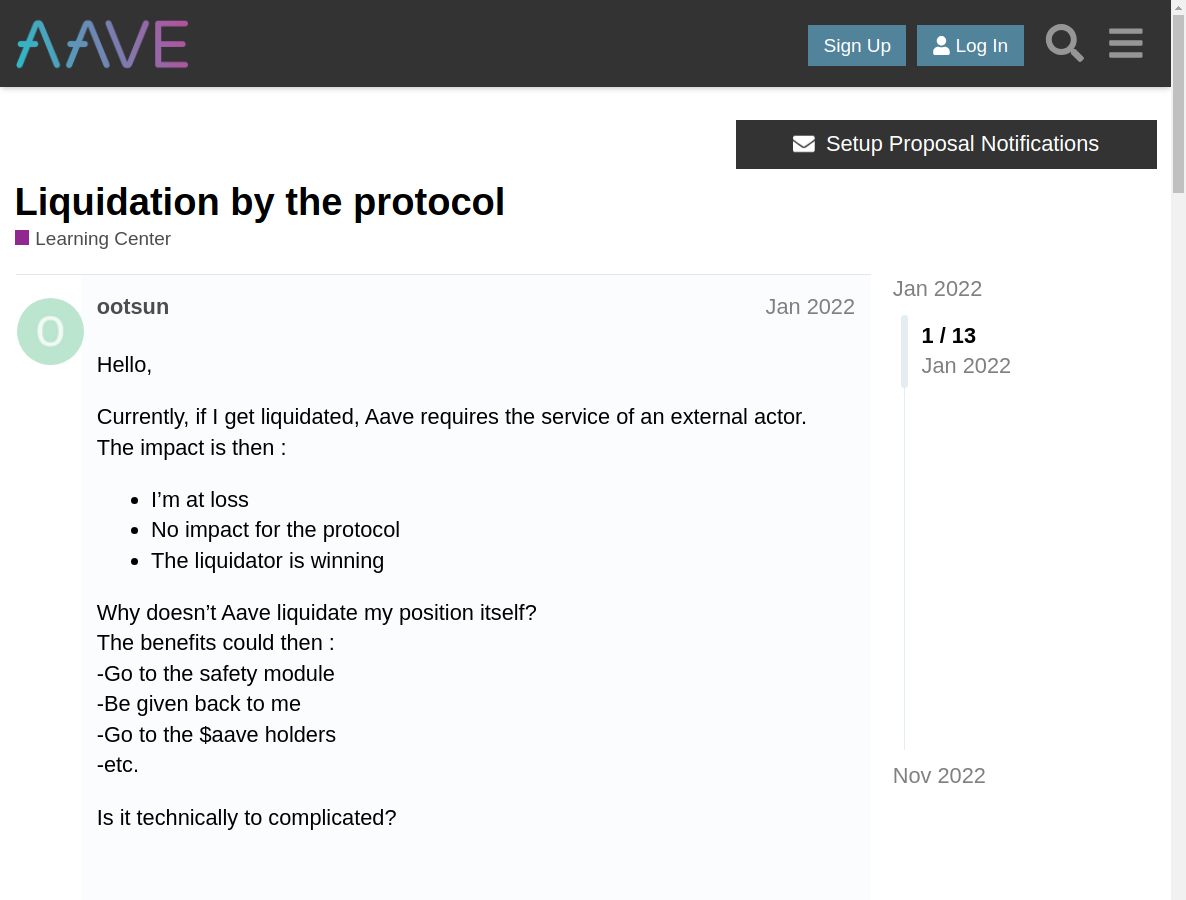 AAVE
Sign Up
Log In
Setup Proposal Notifications
Liquidation by the protocol
Learning Center
Jan 2022
O
ootsun
Jan 2022
1 / 13
Jan 2022
Hello,
Currently, if I get liquidated, Aave requires the service of an external actor.
The impact is then :
• I’m at loss
• No impact for the protocol
• The liquidator is winning
Why doesn’t Aave liquidate my position itself?
The benefits could then :
-Go to the safety module
-Be given back to me
-Go to the $aave holders
-etc.
Nov 2022
Is it technically to complicated?